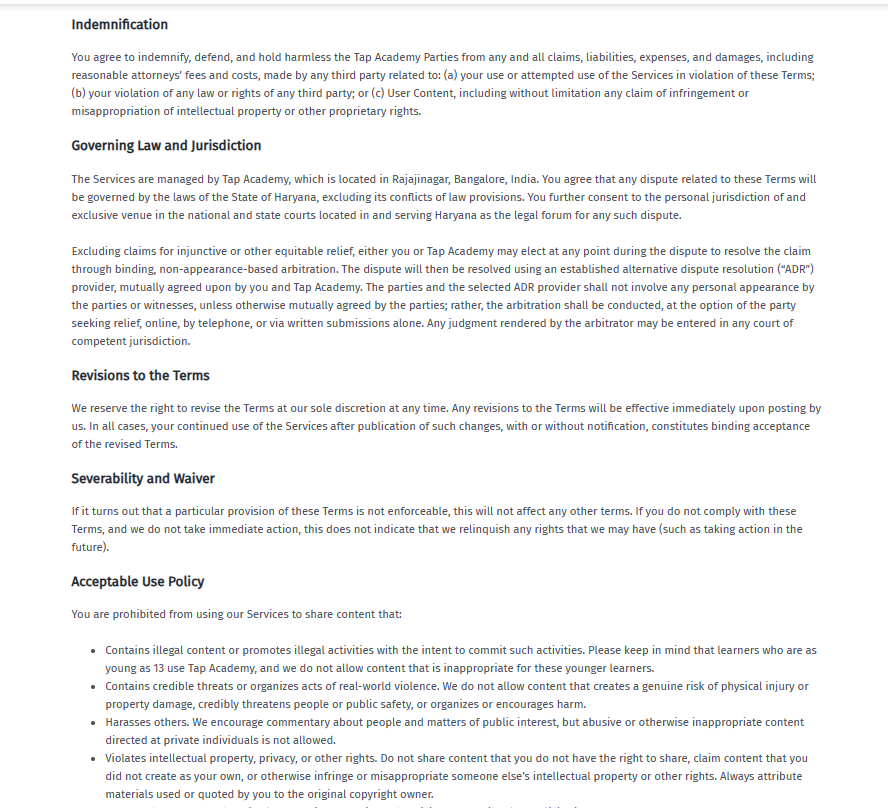 Indemnification
You agree to indemnify, defend, and hold harmless the Tap Academy Parties from any and all claims, liabilities, expenses, and damages, including
reasonable attorneys' fees and costs, made by any third party related to: (a) your use or attempted use of the Services in violation of these Terms;
(b) your violation of any law or rights of any third party; or (c) User Content, including without limitation any claim of infringement or
misappropriation of intellectual property or other proprietary rights.
Governing Law and Jurisdiction
The Services are managed by Tap Academy, which is located in Rajajinagar, Bangalore, India. You agree that any dispute related to these Terms will
be governed by the laws of the State of Haryana, excluding its conflicts of law provisions. You further consent to the personal jurisdiction of and
exclusive venue in the national and state courts located in and serving Haryana as the legal forum for any such dispute.
Excluding claims for injunctive or other equitable relief, either you or Tap Academy may elect at any point during the dispute to resolve the claim
through binding, non-appearance-based arbitration. The dispute will then be resolved using an established alternative dispute resolution (“ADR”)
provider, mutually agreed upon by you and Tap Academy. The parties and the selected ADR provider shall not involve any personal appearance by
the parties or witnesses, unless otherwise mutually agreed by the parties; rather, the arbitration shall be conducted, at the option of the party
seeking relief, online, by telephone, or via written submissions alone. Any judgment rendered by the arbitrator may be entered in any court of
competent jurisdiction.
Revisions to the Terms
We reserve the right to revise the Terms at our sole discretion at any time. Any revisions to the Terms will be effective immediately upon posting by
us. In all cases, your continued use of the Services after publication of such changes, with or without notification, constitutes binding acceptance
of the revised Terms.
Severability and Waiver
If it turns out that a particular provision of these Terms is not enforceable, this will not affect any other terms. If you do not comply with these
Terms, and we do not take immediate action, this does not indicate that we relinquish any rights that we may have (such as taking action in the
future).
Acceptable Use Policy
You are prohibited from using our Services to share content that:
• Contains illegal content or promotes illegal activities with the intent to commit such activities. Please keep in mind that learners who are as
young as 13 use Tap Academy, and we do not allow content that is inappropriate for these younger learners.
• Contains credible threats or organizes acts of real-world violence. We do not allow content that creates a genuine risk of physical injury or
property damage, credibly threatens people or public safety, or organizes or encourages harm.
• Harasses others. We encourage commentary about people and matters of public interest, but abusive or otherwise inappropriate content
directed at private individuals is not allowed.
• Violates intellectual property, privacy, or other rights. Do not share content that you do not have the right to share, claim content that you
did not create as your own, or otherwise infringe or misappropriate someone else’s intellectual property or other rights. Always attribute
materials used or quoted by you to the original copyright owner.